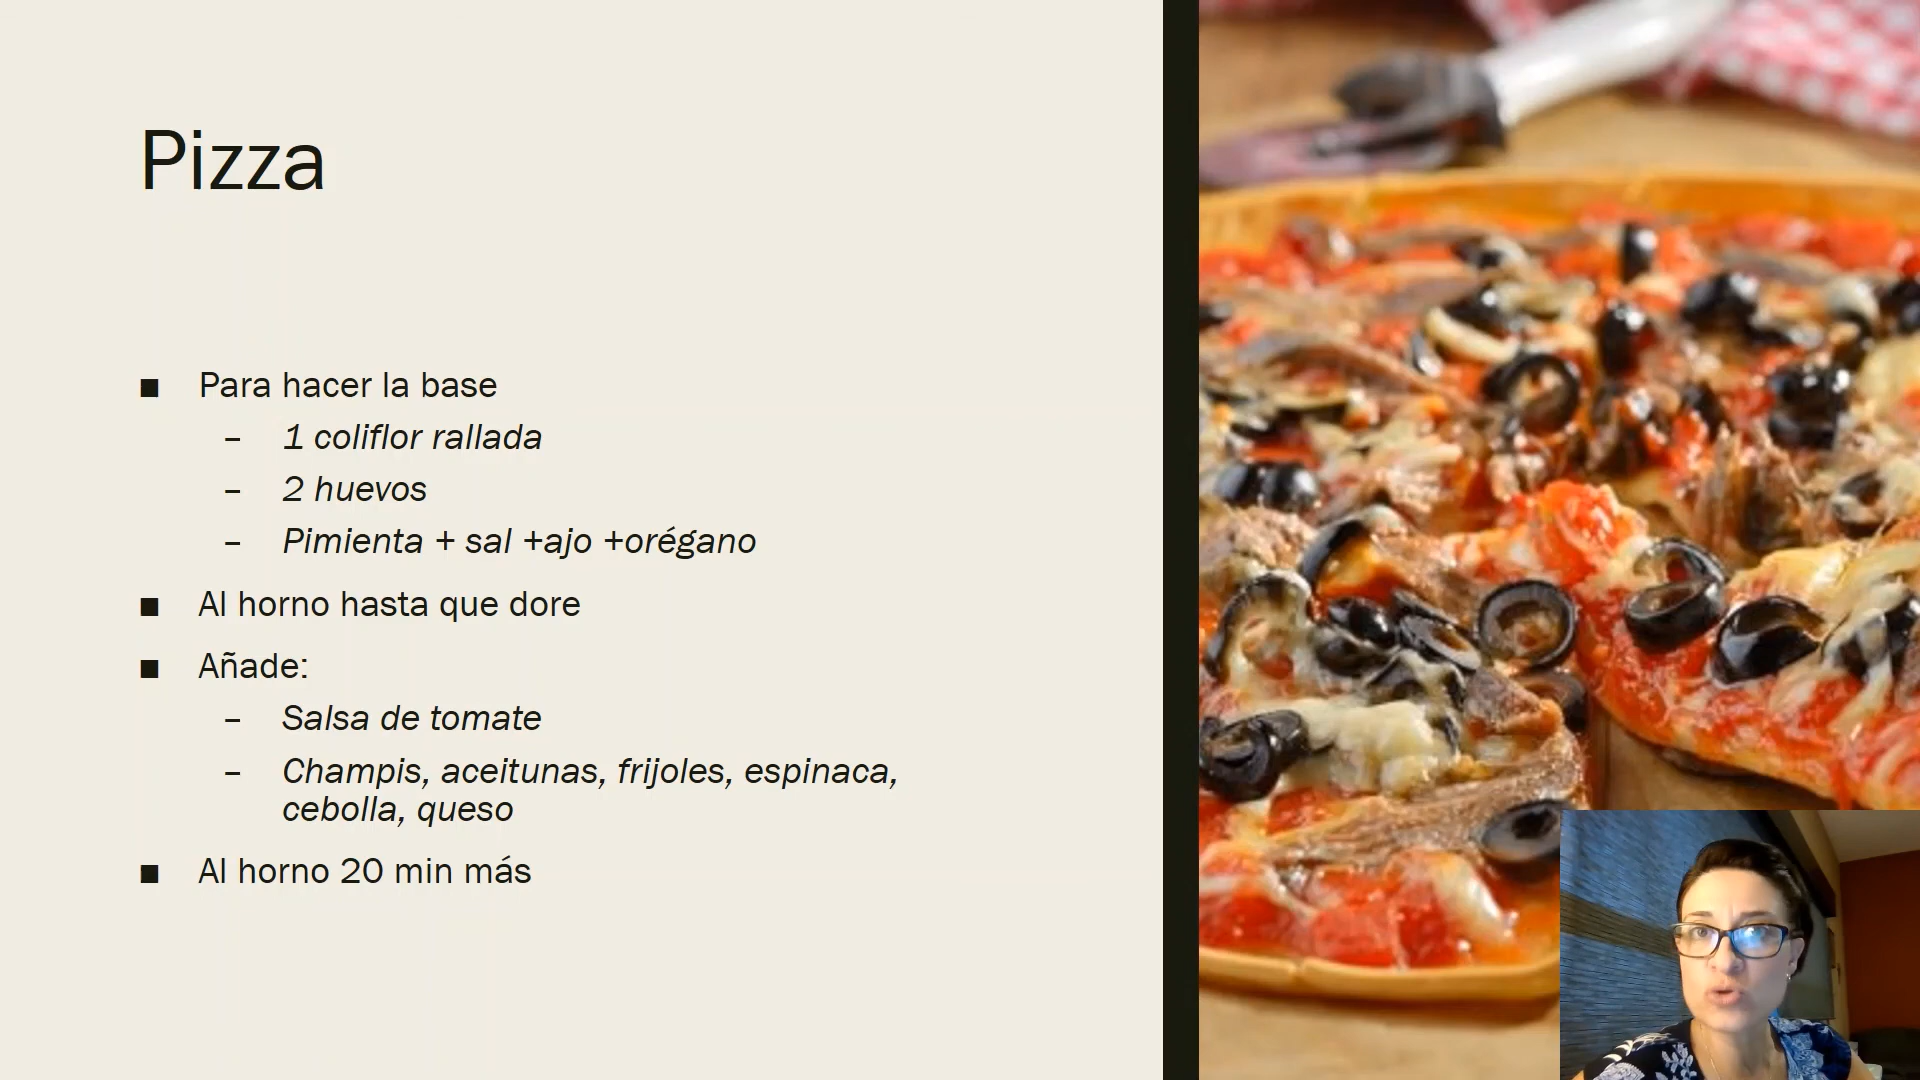 Pizza
■ Para hacer la base
– 1 coliflor rallada
– 2 huevos
– Pimienta + sal +ajo +orégano
■ Al horno hasta que dore
■ Añade:
– Salsa de tomate
– Champis, aceitunas, frijoles, espinaca,
cebolla, queso
■ Al horno 20 min más